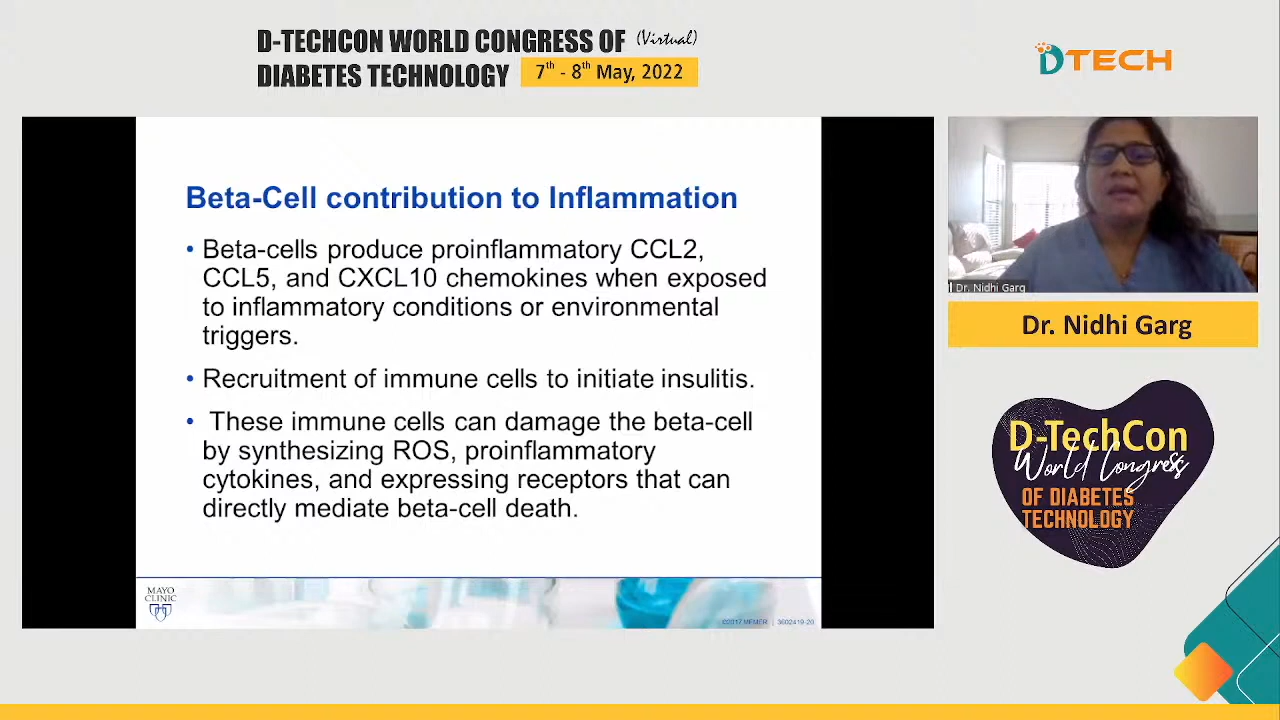 D-TECHCON WORLD CONGRESS OF (Virtual)
DIABETES TECHNOLOGY 7th - 8th May, 2022
DTECH
Beta-Cell contribution to Inflammation
• Beta-cells produce proinflammatory CCL2,
CCL5, and CXCL10 chemokines when exposed
to inflammatory conditions or environmental
triggers.
• Recruitment of immune cells to initiate insulitis.
• These immune cells can damage the beta-cell
by synthesizing ROS, proinflammatory
cytokines, and expressing receptors that can
directly mediate beta-cell death.
MAYO
CLINIC
©2017 MFMER | 3602419-20
Dr. Nidhi Garg
Dr. Nidhi Garg
D-TechCon
World Congress
OF DIABETES
TECHNOLOGY